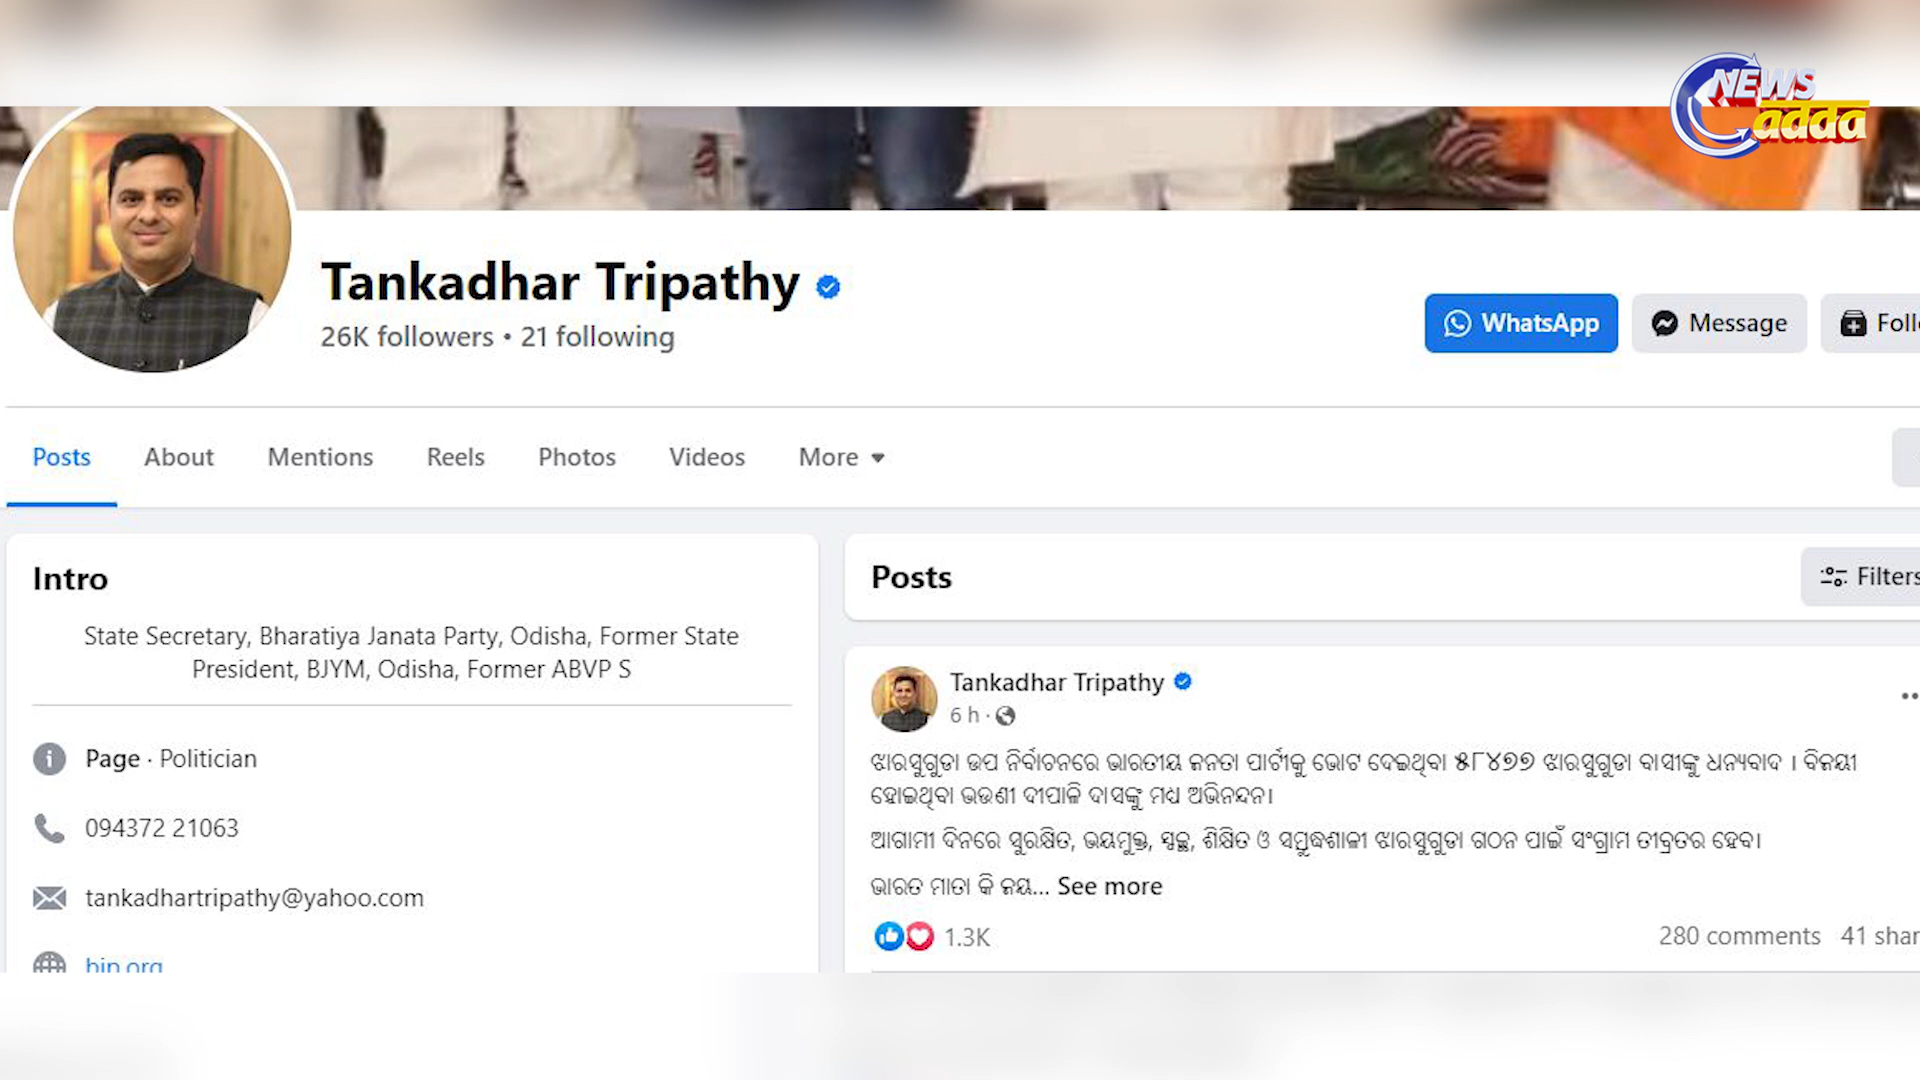 NEWS
adda
Tankadhar Tripathy
26K followers • 21 following
WhatsApp
Message
Foll
Posts
About
Mentions
Reels
Photos
Videos
More
Intro
State Secretary, Bharatiya Janata Party, Odisha, Former State
President, BJYM, Odisha, Former ABVP S
Page · Politician
094372 21063
tankadhartripathy@yahoo.com
bjp.org
Posts
Filters
Tankadhar Tripathy
6 h ·
ଝାରସୁଗୁଡା ଉପ ନିର୍ବାଚନରେ ଭାରତୀୟ ଜନତା ପାର୍ଟୀକୁ ଭୋଟ ଦେଇଥିବା ୫୮୪୭୭ ଝାରସୁଗୁଡା ବାସୀଙ୍କୁ ଧନ୍ୟବାଦ । ବିଜୟୀ
ହୋଇଥିବା ଭଉଣୀ ଦୀପାଳି ଦାସଙ୍କୁ ମଧ୍ୟ ଅଭିନନ୍ଦନ।
ଆଗାମୀ ଦିନରେ ସୁରକ୍ଷିତ, ଭୟମୁକ୍ତ, ସ୍ୱଚ୍ଛ, ଶିକ୍ଷିତ ଓ ସମୃଦ୍ଧଶାଳୀ ଝାରସୁଗୁଡା ଗଠନ ପାଇଁ ସଂଗ୍ରାମ ତୀବ୍ରତର ହେବ।
ଭାରତ ମାତା କି ଜୟ... See more
1.3K
280 comments
41 shar